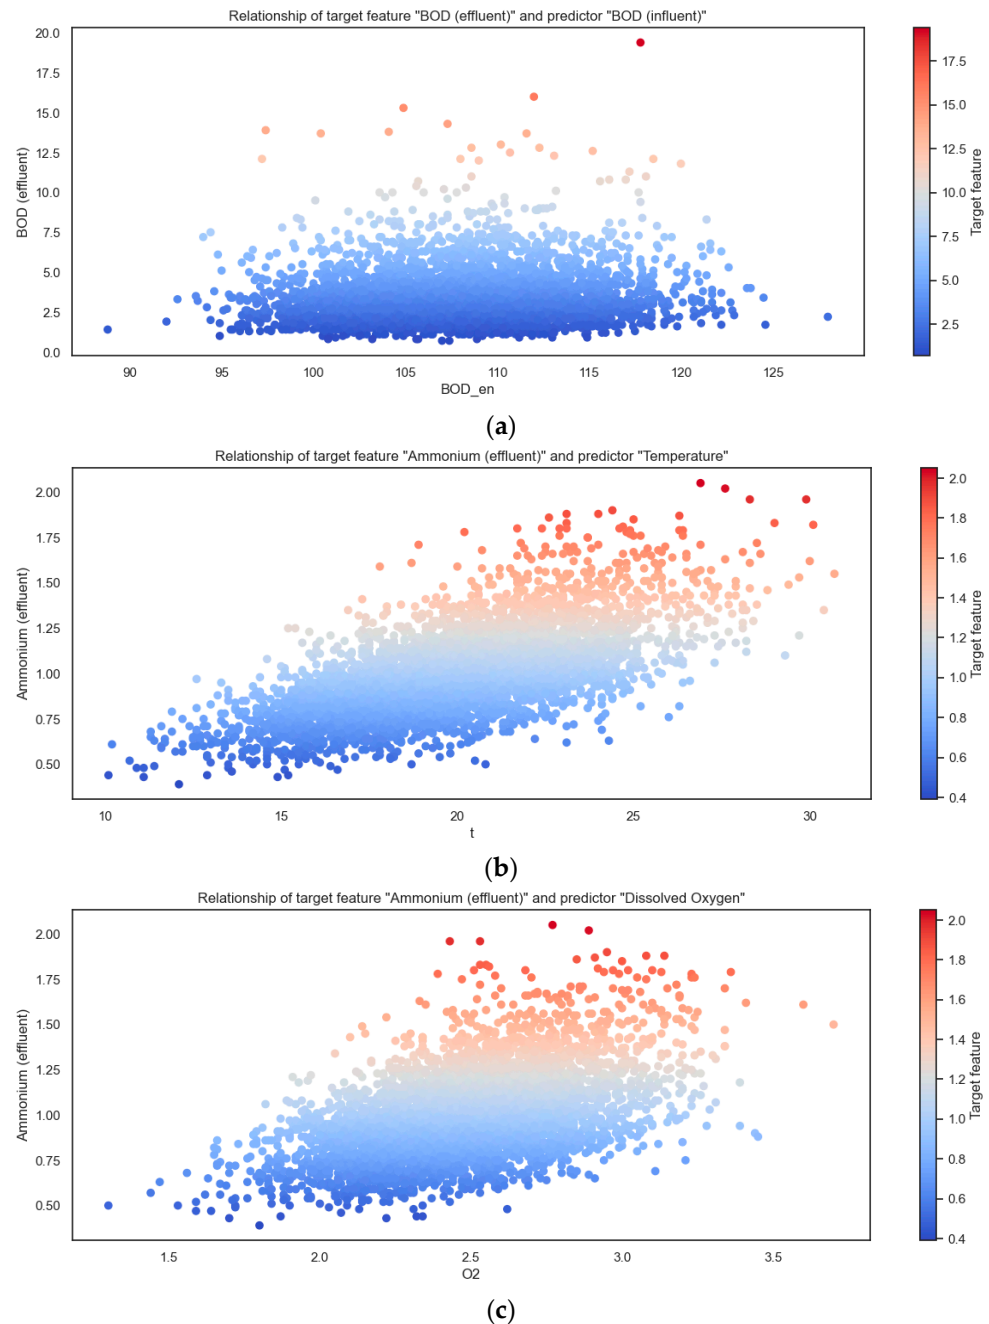 Relationship of target feature "BOD (effluent)" and predictor "BOD (influent)"
20.0
17.5
15.0
12.5
10.0
7.5
5.0
2.5
0.0
BOD (effluent)
90 95 100 105 110 115 120 125
BOD_en
17.5
15.0
12.5
10.0
7.5
5.0
2.5
Target feature
(a)
Relationship of target feature "Ammonium (effluent)" and predictor "Temperature"
2.00
1.75
1.50
1.25
1.00
0.75
0.50
Ammonium (effluent)
10 15 20 25 30
t
2.0
1.8
1.6
1.4
1.2
1.0
0.8
0.6
0.4
Target feature
(b)
Relationship of target feature "Ammonium (effluent)" and predictor "Dissolved Oxygen"
2.00
1.75
1.50
1.25
1.00
0.75
0.50
Ammonium (effluent)
1.5 2.0 2.5 3.0 3.5
O2
2.0
1.8
1.6
1.4
1.2
1.0
0.8
0.6
0.4
Target feature
(c)